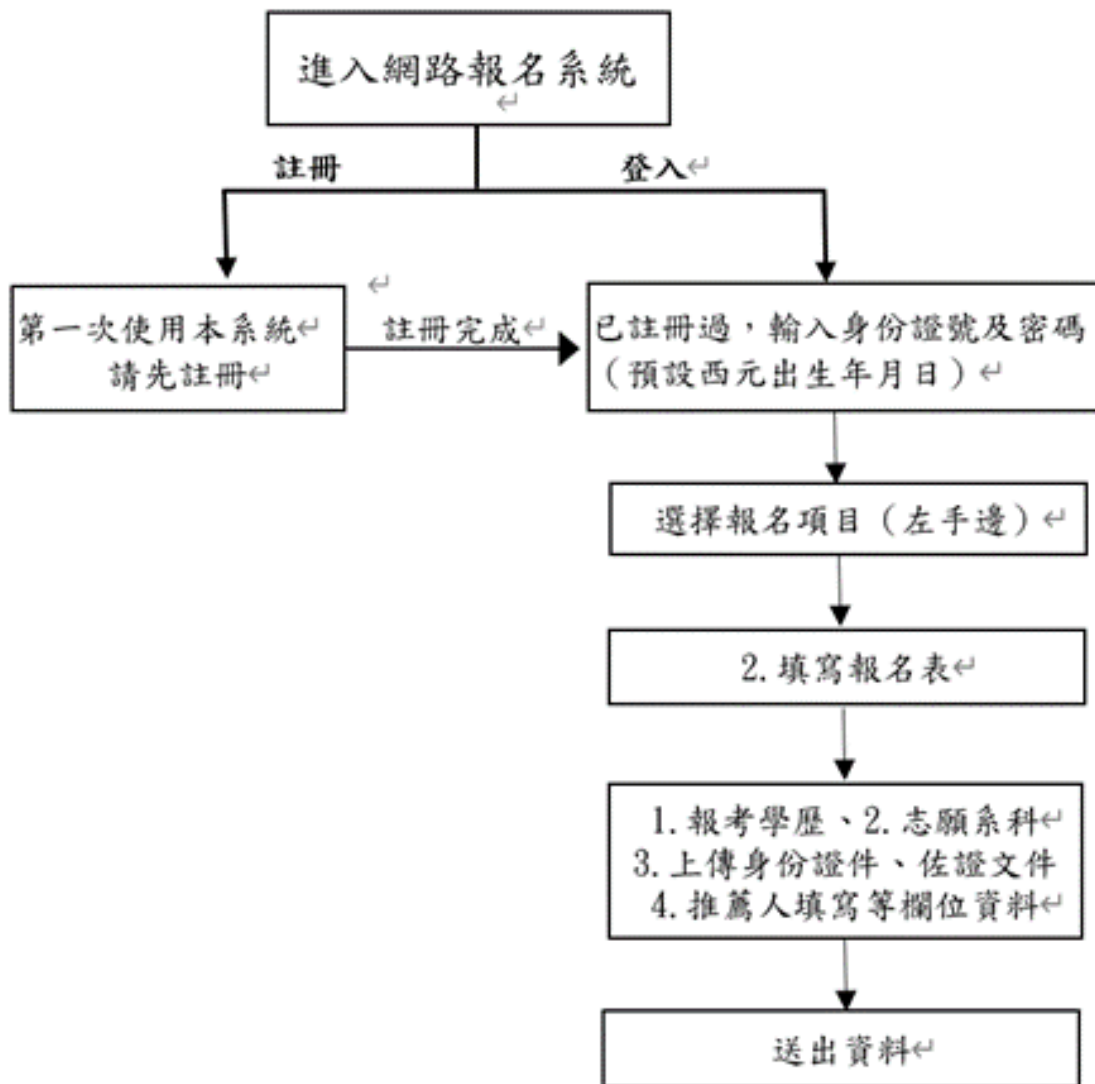 進入網路報名系統
註冊
登入
第一次使用本系統
請先註冊
註冊完成
已註冊過，輸入身份證號及密碼
（預設西元出生年月日）
選擇報名項目（左手邊）
2.填寫報名表
1.報考學歷、2.志願系科
3.上傳身份證件、佐證文件
4.推薦人填寫等欄位資料
送出資料